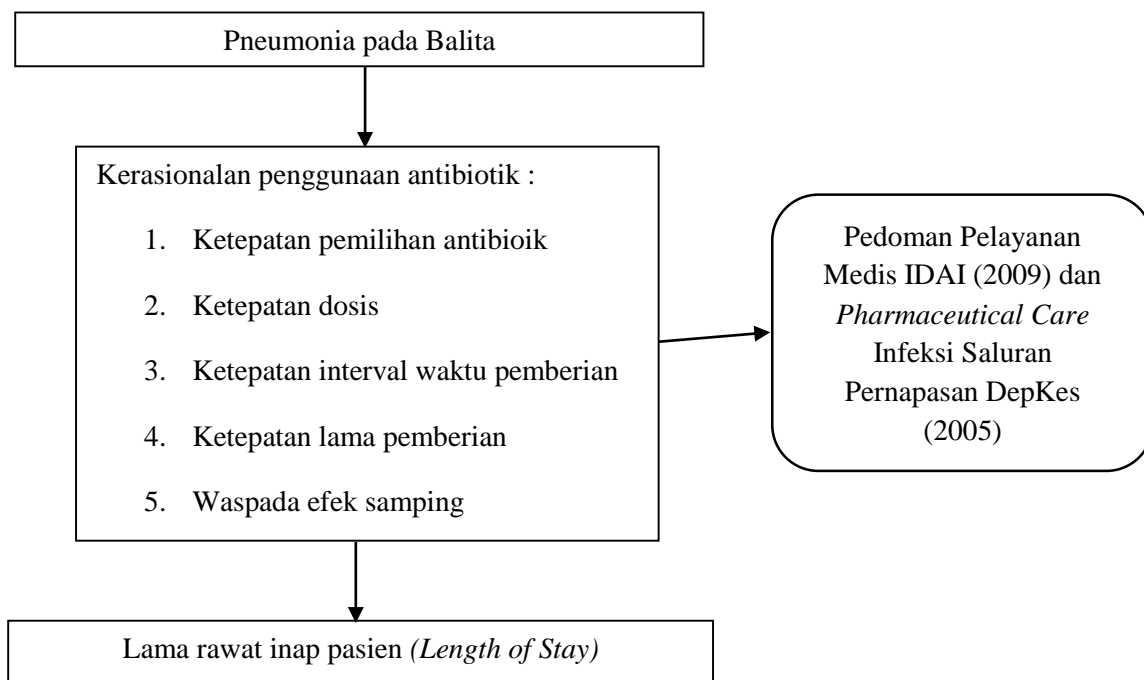 Pneumonia pada Balita
Kerasionalan penggunaan antibiotik :
1. Ketepatan pemilihan antibioik
2. Ketepatan dosis
3. Ketepatan interval waktu pemberian
4. Ketepatan lama pemberian
5. Waspada efek samping
Pedoman Pelayanan
Medis IDAI (2009) dan
Pharmaceutical Care
Infeksi Saluran
Pernapasan DepKes
(2005)
Lama rawat inap pasien (Length of Stay)